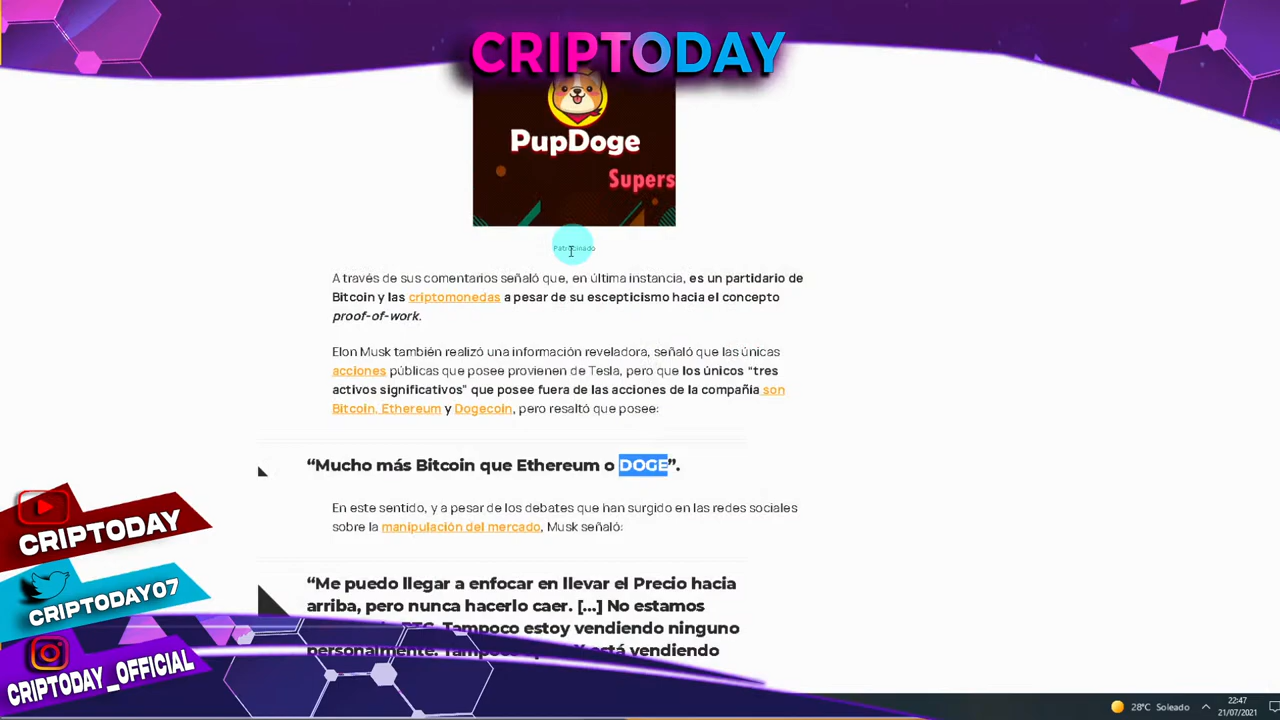 CRIPTODAY
PupDoge
Supers
Patrocinado
A través de sus comentarios señaló que, en última instancia, es un partidario de
Bitcoin y las criptomonedas a pesar de su escepticismo hacia el concepto
proof-of-work.
Elon Musk también realizó una información reveladora, señaló que las únicas
acciones públicas que posee provienen de Tesla, pero que los únicos “tres
activos significativos” que posee fuera de las acciones de la compañía son
Bitcoin, Ethereum y Dogecoin, pero resaltó que posee:
“Mucho más Bitcoin que Ethereum o DOGE”.
En este sentido, y a pesar de los debates que han surgido en las redes sociales
sobre la manipulación del mercado, Musk señaló:
“Me puedo llegar a enfocar en llevar el Precio hacia
arriba, pero nunca hacerlo caer. [...] No estamos
BTC. Tampoco estoy vendiendo ninguno
personalmente. está vendiendo
CRIPTODAY
CRIPTODAY07
CRIPTODAY_OFFICIAL
28°C Soleado
22:47
21/07/2021